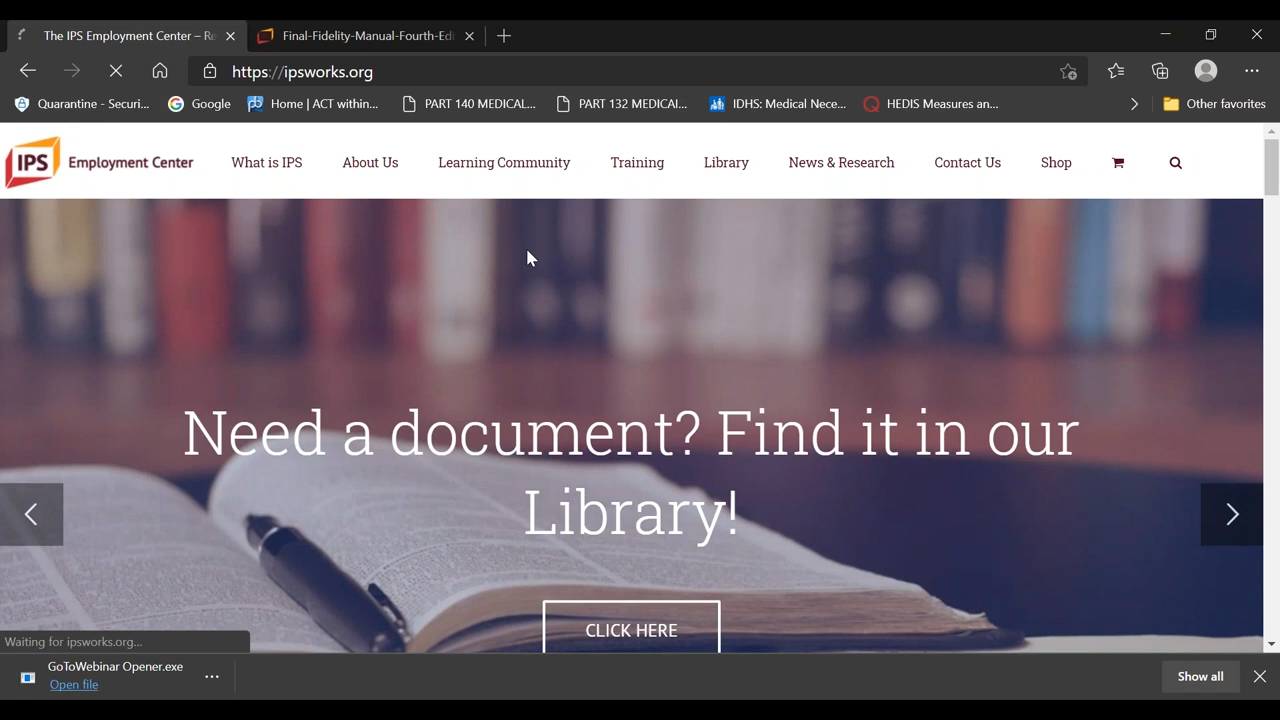 The IPS Employment Center – Re
Final-Fidelity-Manual-Fourth-Edi
https://ipsworks.org
Quarantine - Securi...
Google
Home | ACT within...
PART 140 MEDICAL...
PART 132 MEDICAl...
IDHS: Medical Nece...
HEDIS Measures an...
Other favorites
IPS Employment Center
What is IPS
About Us
Learning Community
Training
Library
News & Research
Contact Us
Shop
Need a document? Find it in our
Library!
CLICK HERE
Waiting for ipsworks.org...
GoToWebinar Opener.exe
Open file
Show all